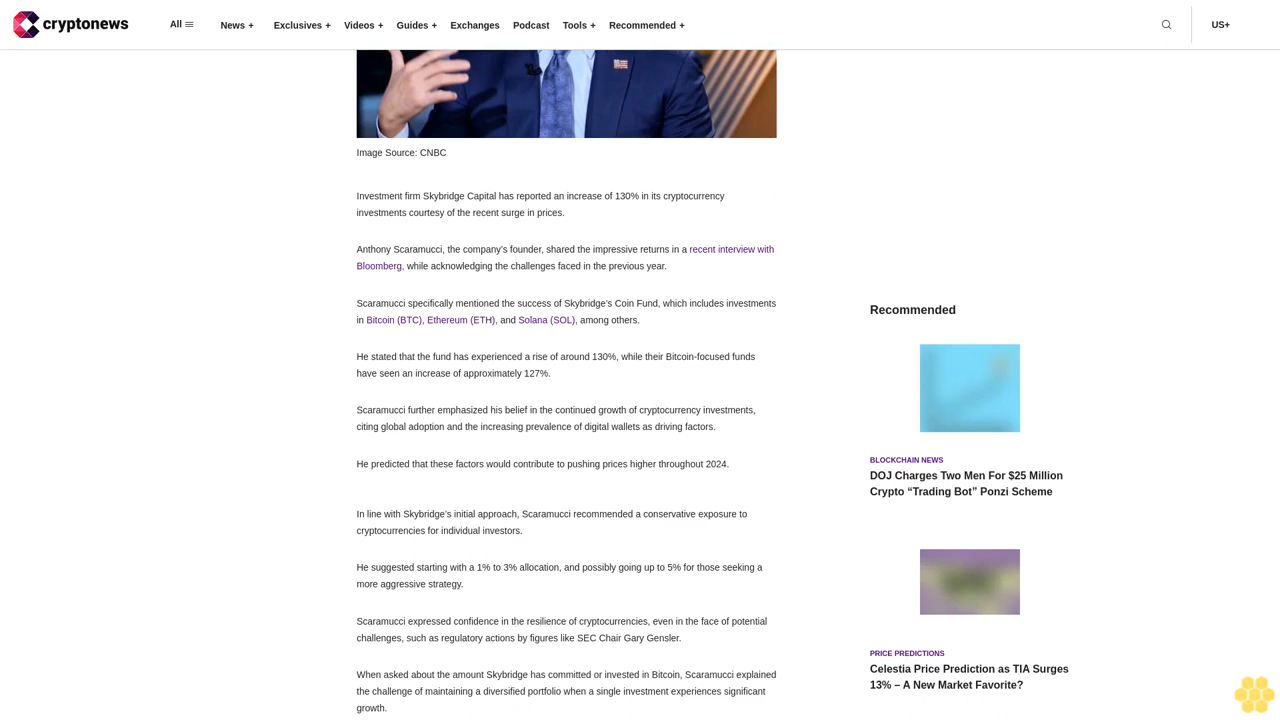 cryptonews
All
News +
Exclusives +
Videos +
Guides +
Exchanges
Podcast
Tools +
Recommended +
US+
Image Source: CNBC
Investment firm Skybridge Capital has reported an increase of 130% in its cryptocurrency
investments courtesy of the recent surge in prices.
Anthony Scaramucci, the company’s founder, shared the impressive returns in a recent interview with
Bloomberg, while acknowledging the challenges faced in the previous year.
Scaramucci specifically mentioned the success of Skybridge’s Coin Fund, which includes investments
in Bitcoin (BTC), Ethereum (ETH), and Solana (SOL), among others.
He stated that the fund has experienced a rise of around 130%, while their Bitcoin-focused funds
have seen an increase of approximately 127%.
Scaramucci further emphasized his belief in the continued growth of cryptocurrency investments,
citing global adoption and the increasing prevalence of digital wallets as driving factors.
He predicted that these factors would contribute to pushing prices higher throughout 2024.
In line with Skybridge’s initial approach, Scaramucci recommended a conservative exposure to
cryptocurrencies for individual investors.
He suggested starting with a 1% to 3% allocation, and possibly going up to 5% for those seeking a
more aggressive strategy.
Scaramucci expressed confidence in the resilience of cryptocurrencies, even in the face of potential
challenges, such as regulatory actions by figures like SEC Chair Gary Gensler.
When asked about the amount Skybridge has committed or invested in Bitcoin, Scaramucci explained
the challenge of maintaining a diversified portfolio when a single investment experiences significant
growth.
Recommended
BLOCKCHAIN NEWS
DOJ Charges Two Men For $25 Million
Crypto “Trading Bot” Ponzi Scheme
PRICE PREDICTIONS
Celestia Price Prediction as TIA Surges
13% – A New Market Favorite?